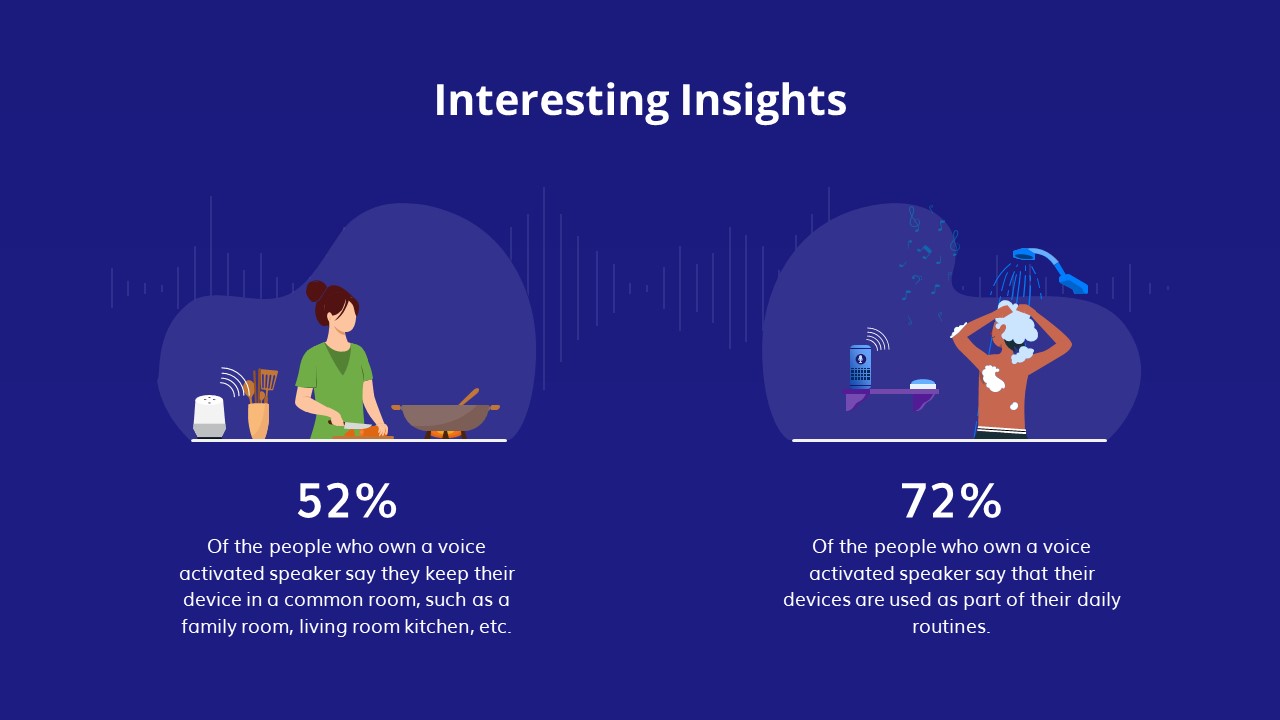 Interesting Insights
52%
Of the people who own a voice
activated speaker say they keep their
device in a common room, such as a
family room, living room kitchen, etc.
72%
Of the people who own a voice
activated speaker say that their
devices are used as part of their daily
routines.